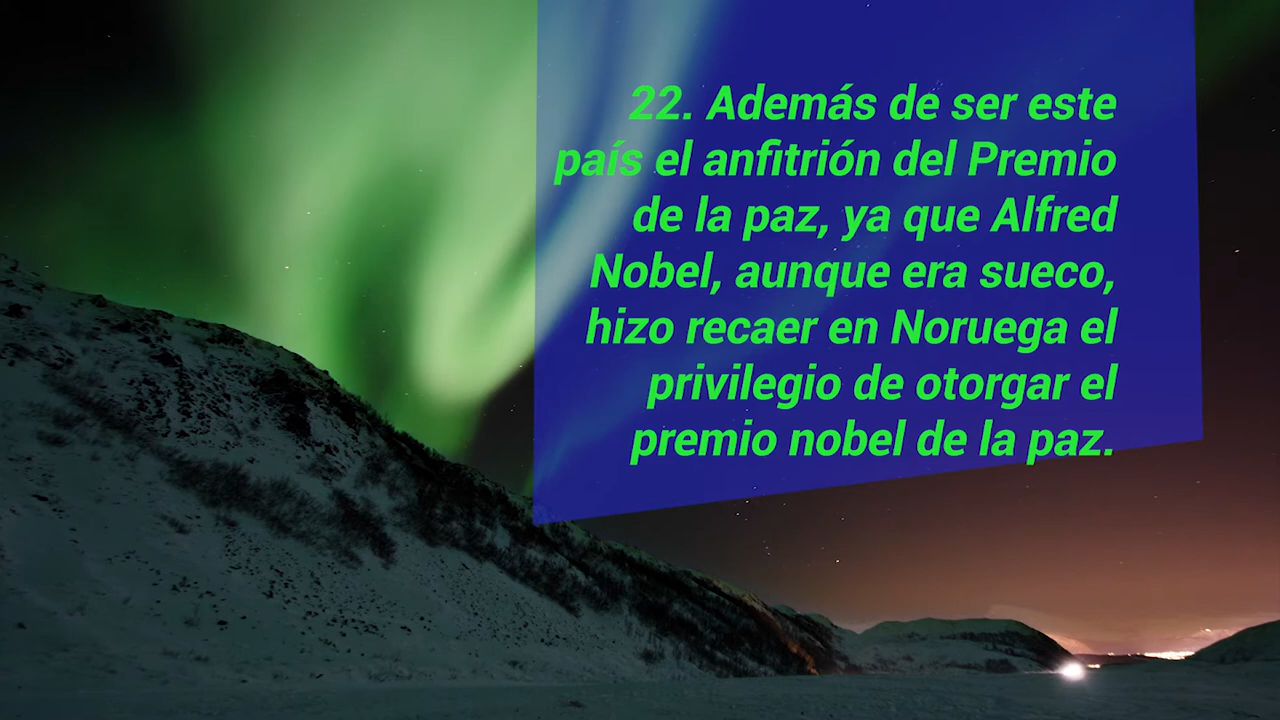 22. Además de ser este
país el anfitrión del Premio
de la paz, ya que Alfred
Nobel, aunque era sueco,
hizo recaer en Noruega el
privilegio de otorgar el
premio nobel de la paz.